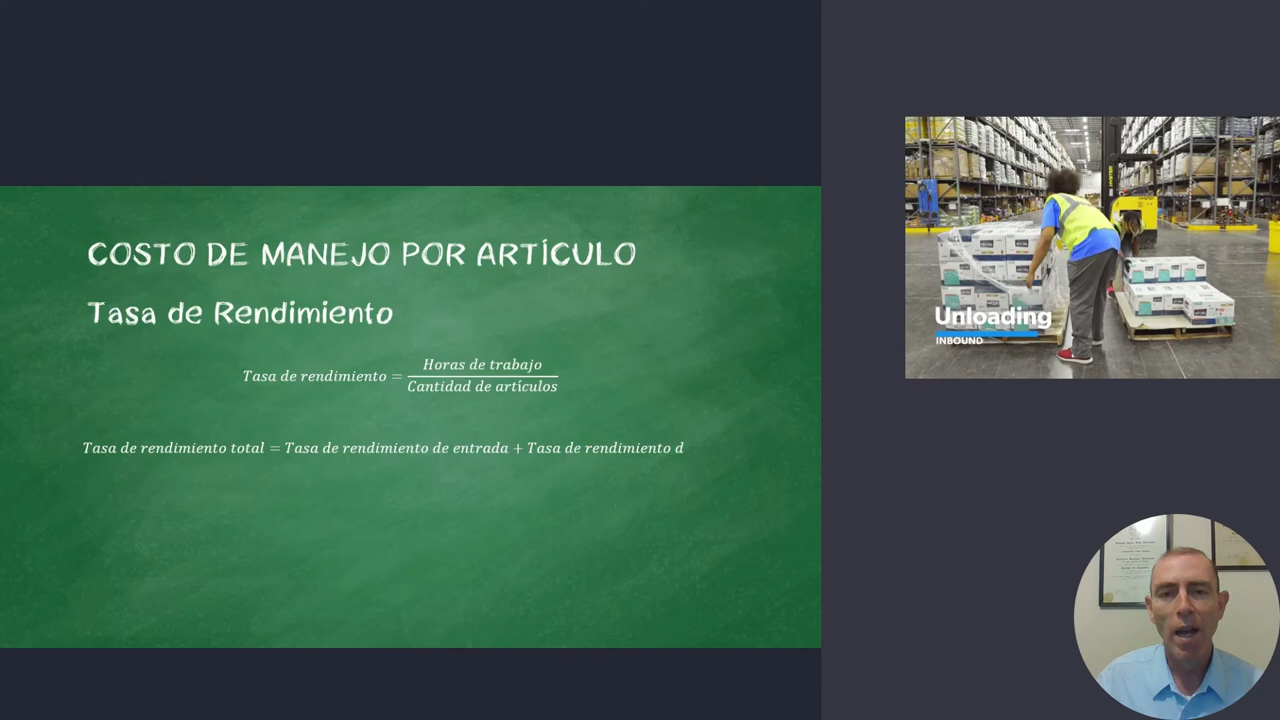 COSTO DE MANEJO POR ARTÍCULO
Tasa de Rendimiento
Tasa de rendimiento = Horas de trabajo / Cantidad de artículos
Tasa de rendimiento total = Tasa de rendimiento de entrada + Tasa de rendimiento d
Unloading
INBOUND
HYSTER